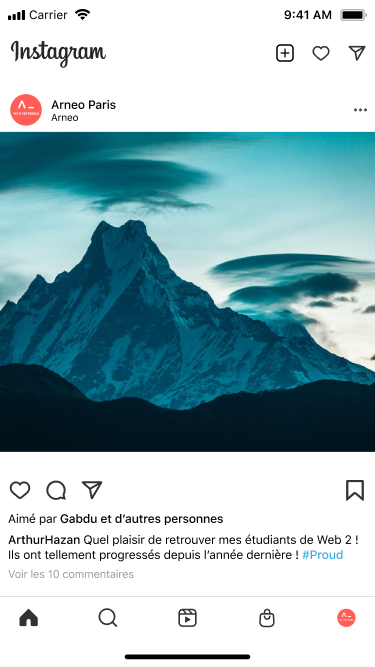 Carrier 9:41 AM
Instagram
Arneo Paris
Arneo
Aimé par Gabdu et d’autres personnes
ArthurHazan Quel plaisir de retrouver mes étudiants de Web 2 !
Ils ont tellement progressés depuis l’année dernière ! #Proud
Voir les 10 commentaires